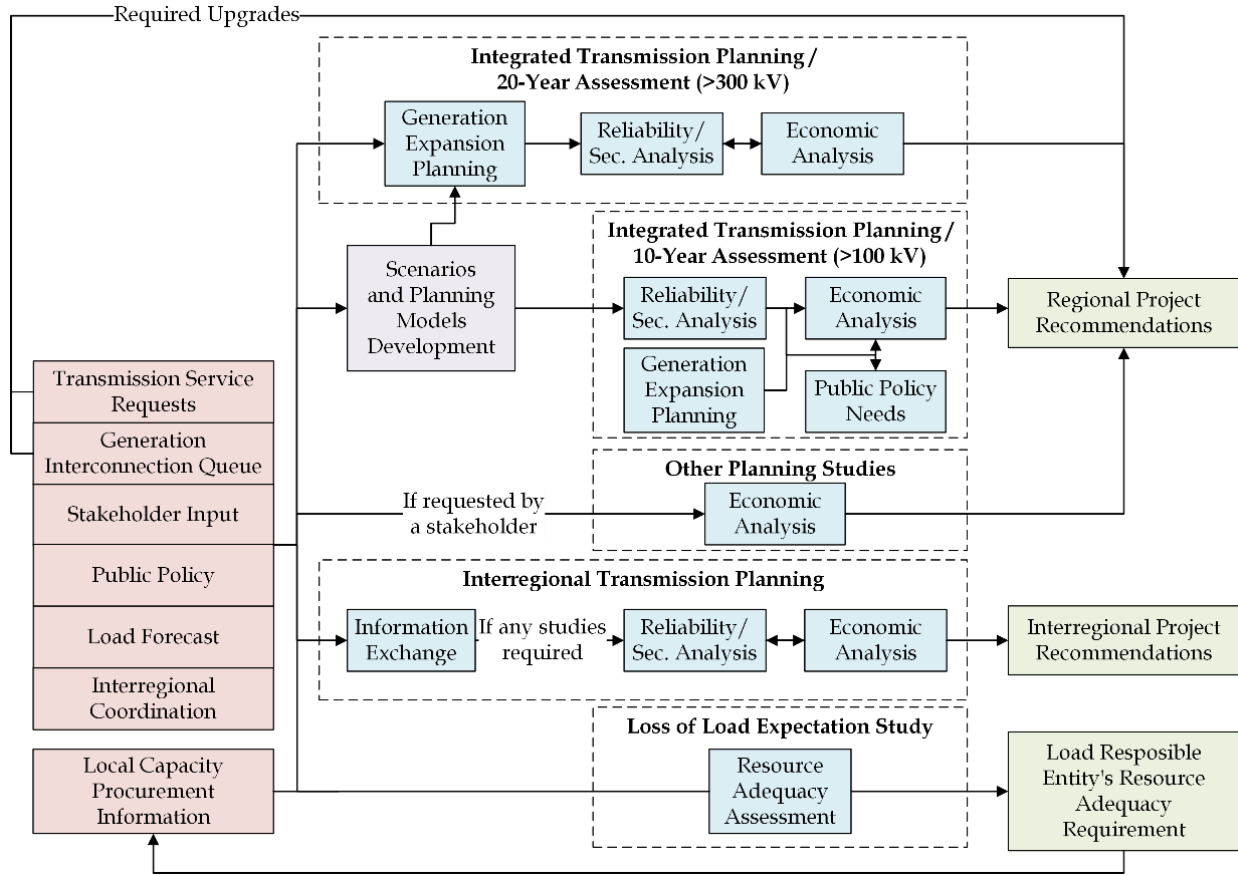 Required Upgrades
Integrated Transmission Planning /
20-Year Assessment (>300 kV)
Generation
Expansion
Planning
Reliability/
Sec. Analysis
Economic
Analysis
Scenarios
and Planning
Models
Development
Integrated Transmission Planning /
10-Year Assessment (>100 kV)
Reliability/
Sec. Analysis
Economic
Analysis
Generation
Expansion
Planning
Public Policy
Needs
Regional Project
Recommendations
Transmission Service
Requests
Generation
Interconnection Queue
Stakeholder Input
Public Policy
Load Forecast
Interregional
Coordination
Local Capacity
Procurement
Information
If requested by
a stakeholder
Other Planning Studies
Economic
Analysis
Interregional Transmission Planning
Information
Exchange
If any studies
required
Reliability/
Sec. Analysis
Economic
Analysis
Interregional Project
Recommendations
Loss of Load Expectation Study
Resource
Adequacy
Assessment
Load Resposible
Entity's Resource
Adequacy
Requirement